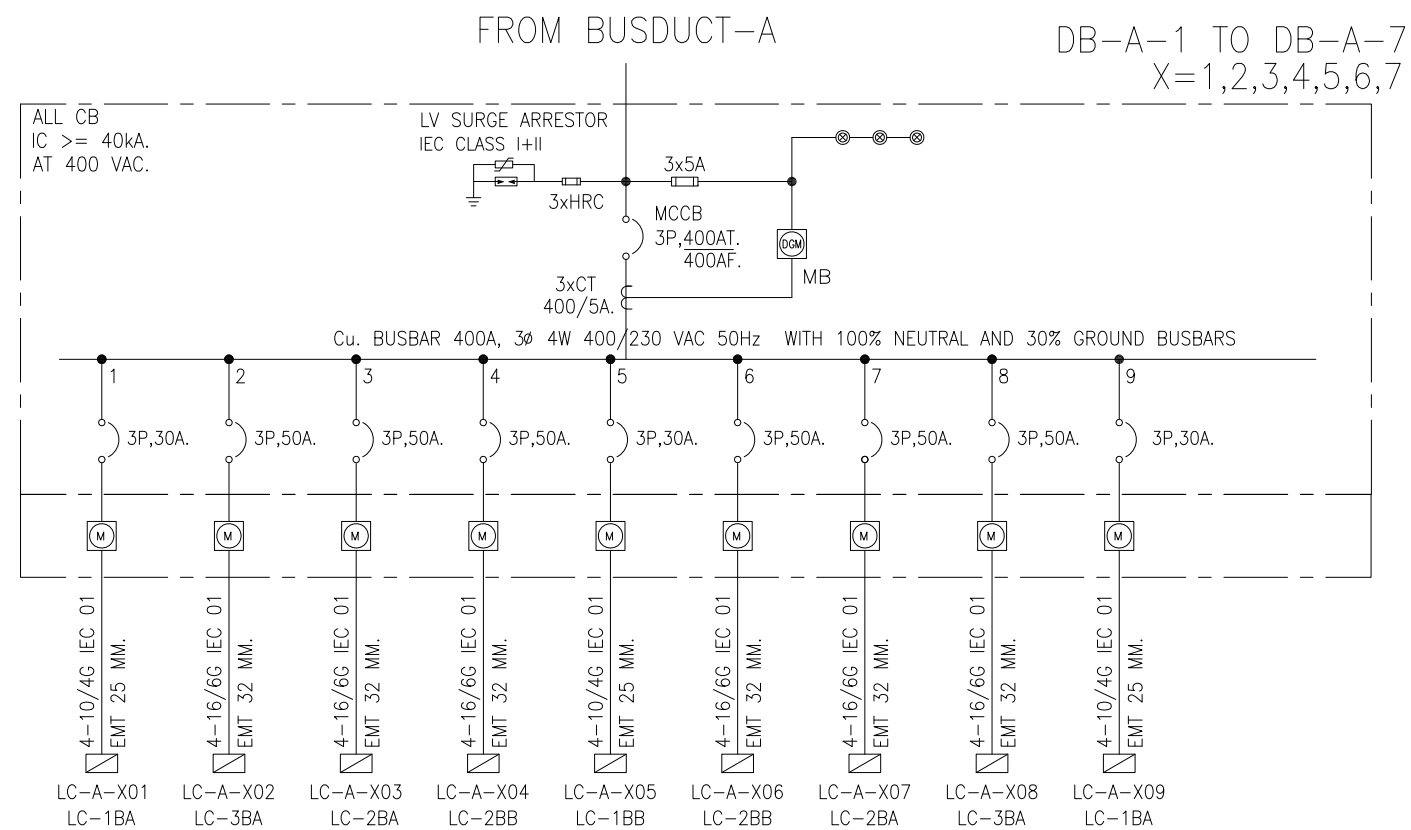 FROM BUSDUCT-A
DB-A-1 TO DB-A-7
X=1,2,3,4,5,6,7
ALL CB
IC >= 40kA.
AT 400 VAC.
LV SURGE ARRESTOR
IEC CLASS I+II
3xHRC
3x5A
MCCB
3P,400AT.
400AF.
DGM
MB
3xCT
400/5A.
Cu. BUSBAR 400A, 3ø 4W 400/230 VAC 50Hz WITH 100% NEUTRAL AND 30% GROUND BUSBARS
1 2 3 4 5 6 7 8 9
3P,30A. 3P,50A. 3P,50A. 3P,50A. 3P,30A. 3P,50A. 3P,50A. 3P,50A. 3P,30A.
M M M M M M M M M
4-10/4G IEC 01
EMT 25 MM.
4-16/6G IEC 01
EMT 32 MM.
4-16/6G IEC 01
EMT 32 MM.
4-16/6G IEC 01
EMT 32 MM.
4-10/4G IEC 01
EMT 25 MM.
4-16/6G IEC 01
EMT 32 MM.
4-16/6G IEC 01
EMT 32 MM.
4-16/6G IEC 01
EMT 32 MM.
4-10/4G IEC 01
EMT 25 MM.
LC-A-X01 LC-A-X02 LC-A-X03 LC-A-X04 LC-A-X05 LC-A-X06 LC-A-X07 LC-A-X08 LC-A-X09
LC-1BA LC-3BA LC-2BA LC-2BB LC-1BB LC-2BB LC-2BA LC-3BA LC-1BA